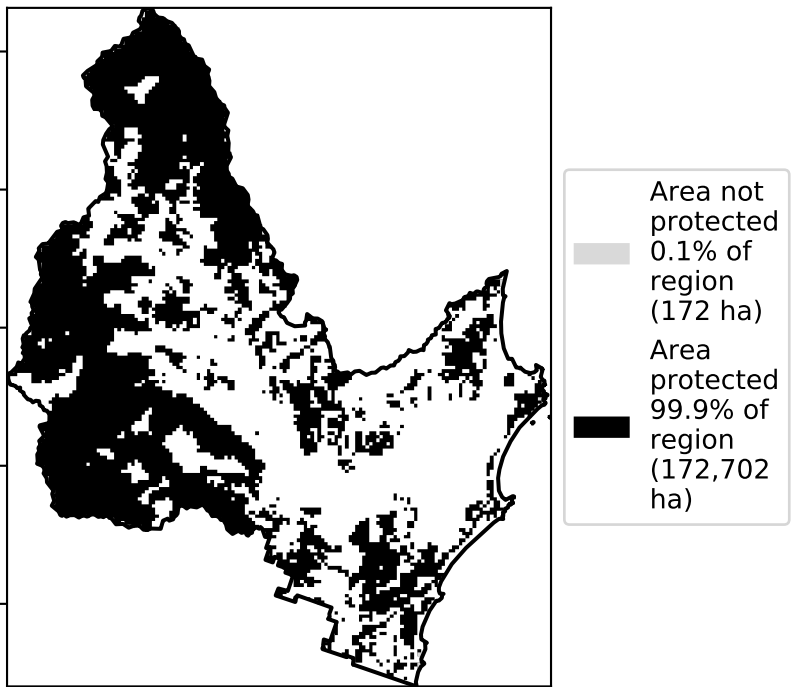 Area not
protected
0.1% of
region
(172 ha)
Area
protected
99.9% of
region
(172,702
ha)